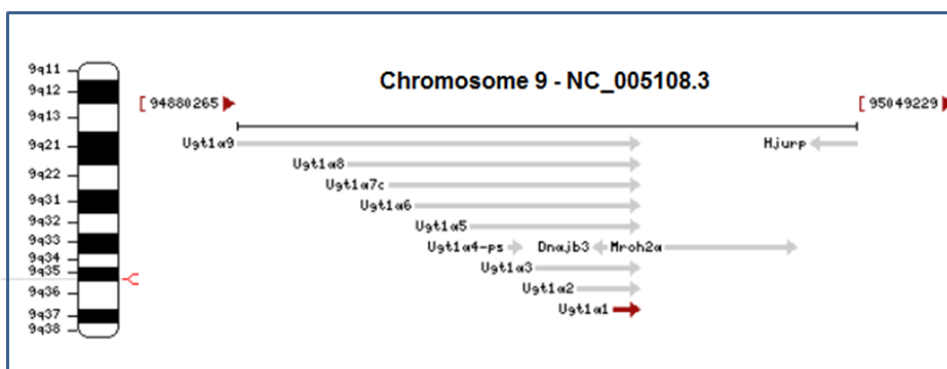 9q11
9q12
9q13
9q21
9q22
9q31
9q32
9q33
9q34
9q35
9q36
9q37
9q38
Chromosome 9 - NC_005108.3
[ 94880265
[ 95049229
Ugt1a9
Hjurp
Ugt1a8
Ugt1a7c
Ugt1a6
Ugt1a5
Ugt1a4-ps Dnajb3 Mroh2a
Ugt1a3
Ugt1a2
Ugt1a1